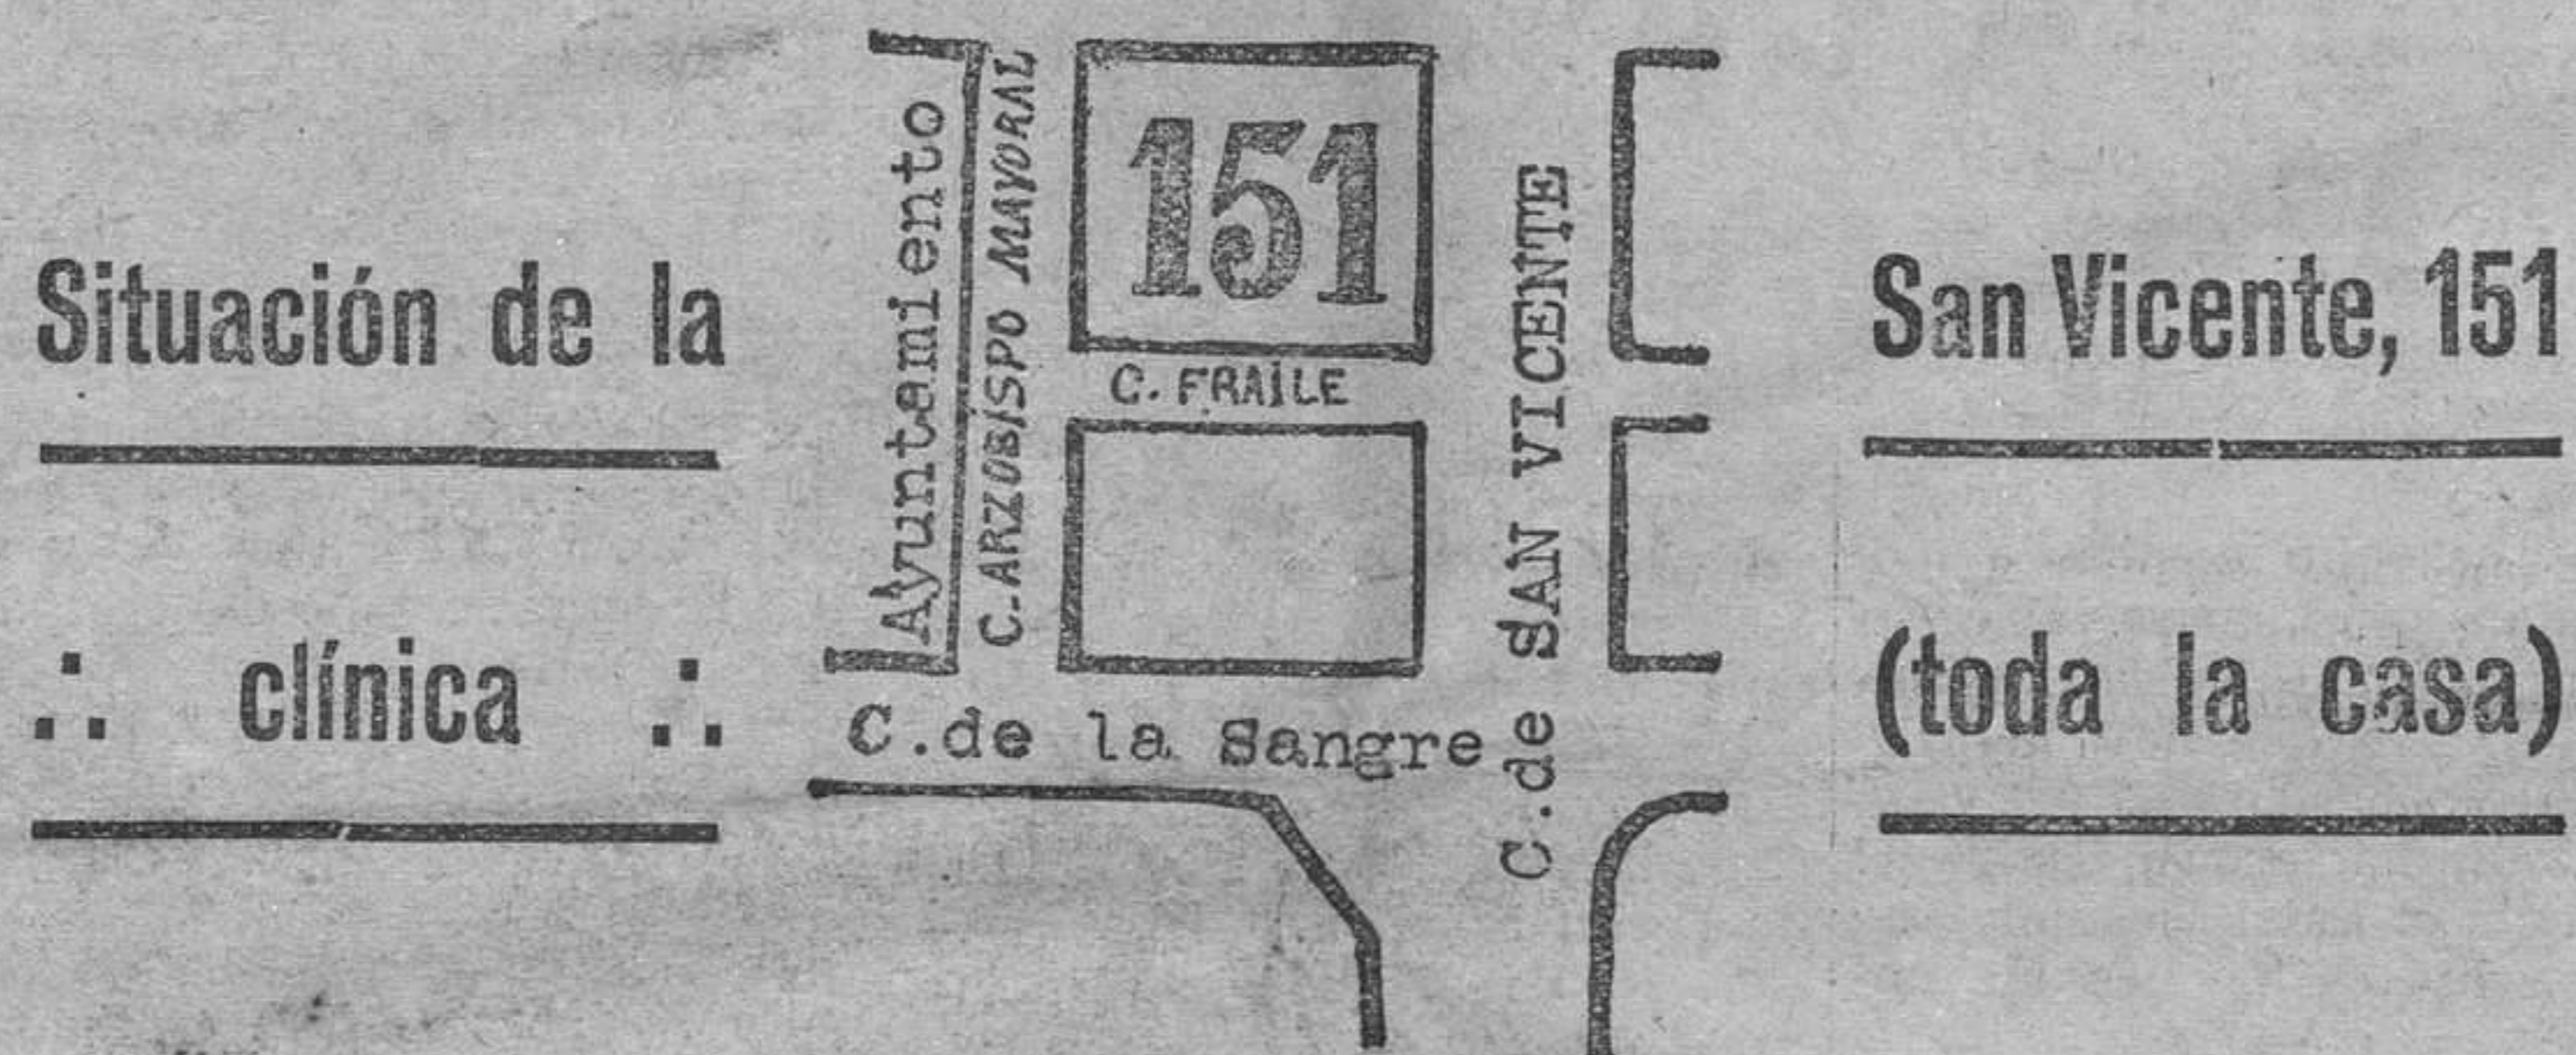 Situación de la
∴ clínica ∴
Ayuntamiento
C. ARZOBISPO MAYORAL
151
C. FRAILE
C. de la Sangre
C. de SAN VICENTE
San Vicente, 151
(toda la casa)